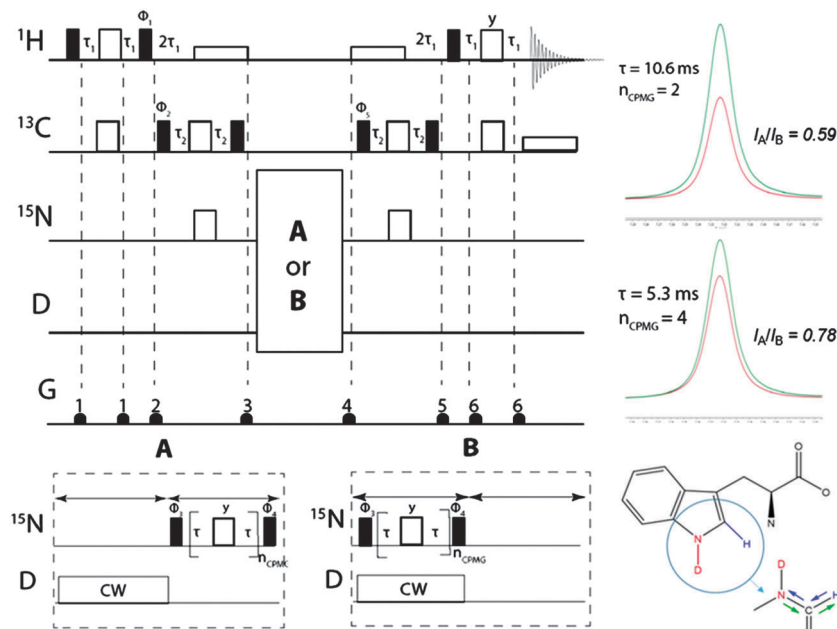 Φ₁ y
¹H τ₁ τ₁ 2τ₁ 2τ₁ τ₁ τ₁
Φ₂ Φ₅
¹³C τ₂ τ₂ τ₂ τ₂
¹⁵N
A
or
B
D
G 1 1 2 3 4 5 6 6
A B
Φ₃ y Φ₄ Φ₃ y Φ₄
¹⁵N τ τ n_CPMG ¹⁵N τ τ n_CPMG
D CW D CW
τ = 10.6 ms
n_CPMG = 2
I_A/I_B = 0.59
τ = 5.3 ms
n_CPMG = 4
I_A/I_B = 0.78
O
O
N
N H
D
D
N C H